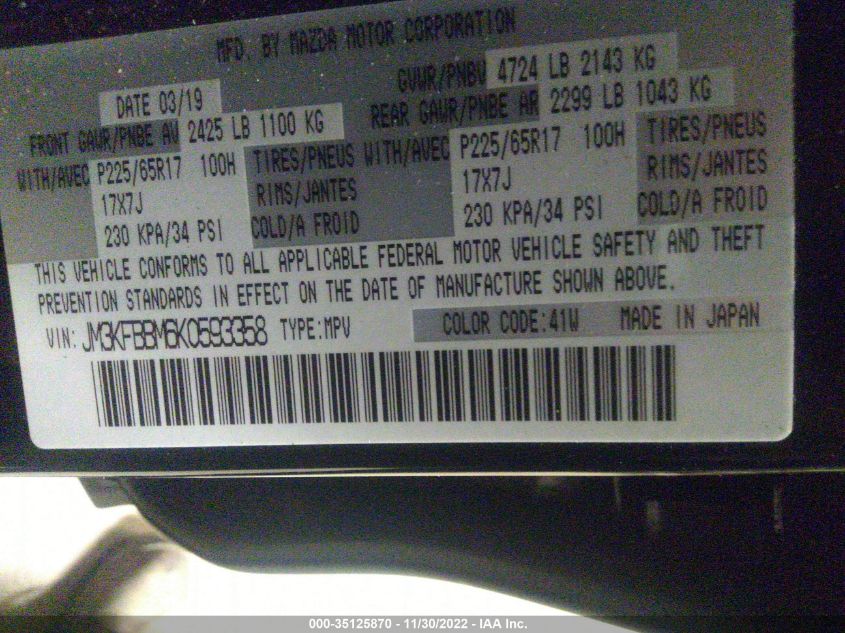 MFD. BY MAZDA MOTOR CORPORATION
DATE 03/19 GVWR/PNBV 4724 LB 2143 KG
FRONT GAWR/PNBE AV 2425 LB 1100 KG REAR GAWR/PNBE AR 2299 LB 1043 KG
WITH/AVEC P225/65R17 100H TIRES/PNEUS WITH/AVEC P225/65R17 100H TIRES/PNEUS
17X7J RIMS/JANTES 17X7J RIMS/JANTES
230 KPA/34 PSI COLD/A FROID 230 KPA/34 PSI COLD/A FROID
THIS VEHICLE CONFORMS TO ALL APPLICABLE FEDERAL MOTOR VEHICLE SAFETY AND THEFT
PREVENTION STANDARDS IN EFFECT ON THE DATE OF MANUFACTURE SHOWN ABOVE.
VIN: JM3KFBBM6K0593358 TYPE:MPV COLOR CODE:41W MADE IN JAPAN
000-35125870 - 11/30/2022 - IAA Inc.